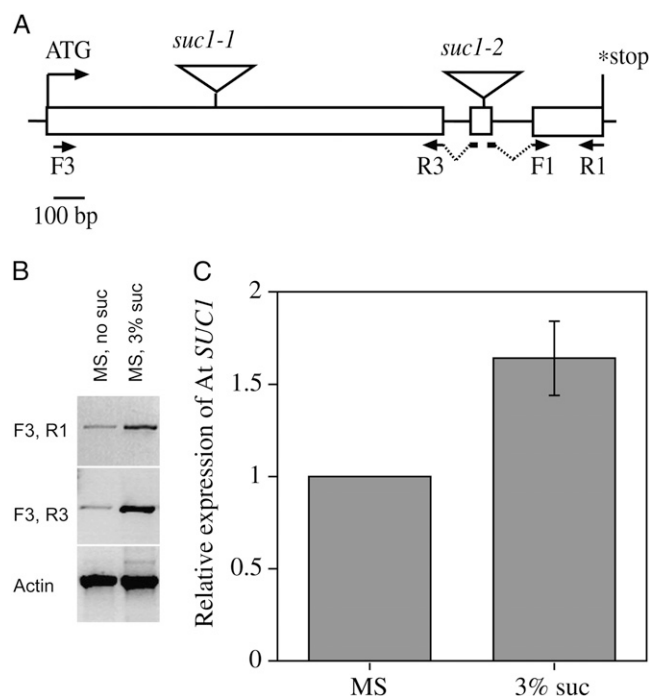 A
ATG
suc1-1
suc1-2
*stop
F3
R3
F1
R1
100 bp
B
MS, no suc
MS, 3% suc
F3, R1
F3, R3
Actin
C
Relative expression of At SUC1
2
1.5
1
0.5
0
MS
3% suc